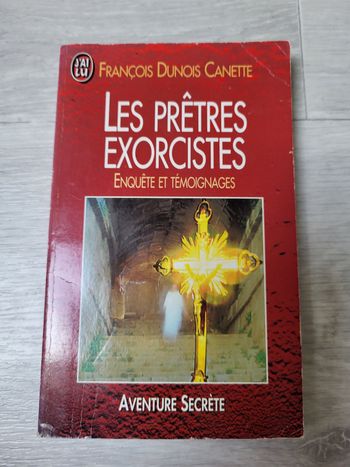 J'AI
LU
FRANÇOIS DUNOIS CANETTE
LES PRÊTRES
EXORCISTES
ENQUÊTE ET TÉMOIGNAGES
AVENTURE SECRÈTE